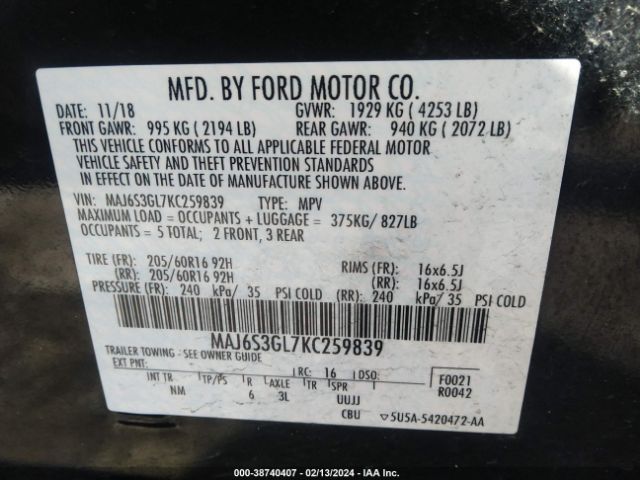 MFD. BY FORD MOTOR CO.
DATE: 11/18 GVWR: 1929 KG ( 4253 LB)
FRONT GAWR: 995 KG ( 2194 LB) REAR GAWR: 940 KG ( 2072 LB)
THIS VEHICLE CONFORMS TO ALL APPLICABLE FEDERAL MOTOR
VEHICLE SAFETY AND THEFT PREVENTION STANDARDS
IN EFFECT ON THE DATE OF MANUFACTURE SHOWN ABOVE.
VIN: MAJ6S3GL7KC259839 TYPE: MPV
MAXIMUM LOAD = OCCUPANTS + LUGGAGE = 375KG/ 827LB
OCCUPANTS = 5 TOTAL; 2 FRONT, 3 REAR
TIRE (FR): 205/60R16 92H RIMS (FR): 16x6.5J
(RR): 205/60R16 92H (RR): 16x6.5J
PRESSURE (FR): 240 kPa/ 35 PSI COLD (RR): 240 kPa/ 35 PSI COLD
MAJ6S3GL7KC259839
TRAILER TOWING - SEE OWNER GUIDE
EXT PNT: RC: 16 DSO: F0021
INT TR TP/PS R AXLE TR SPR R0042
NM 6 3L UUJJ
CBU 5U5A-5420472-AA
000-38740407 - 02/13/2024 - IAA Inc.